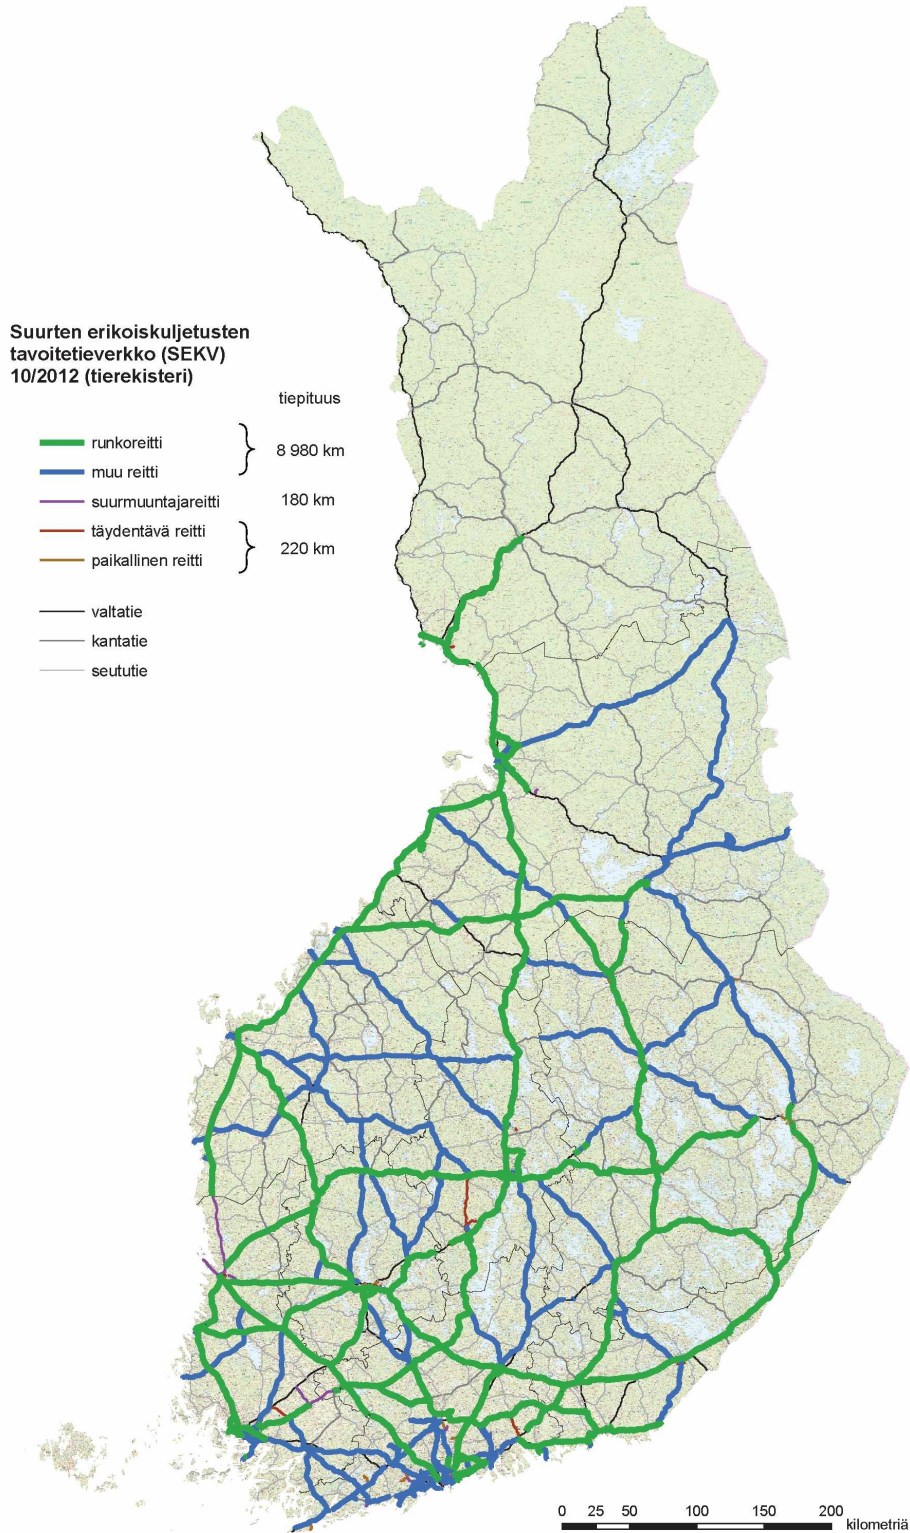 Suurten erikoiskuljetusten
tavoitetieverkko (SEKV)
10/2012 (tierekisteri)
tiepituus
runkoreitti
8 980 km
muu reitti
suurmuuntajareitti
180 km
täydentävä reitti
220 km
paikallinen reitti
valtatie
kantatie
seututie
0 25 50 100 150 200
kilometriä